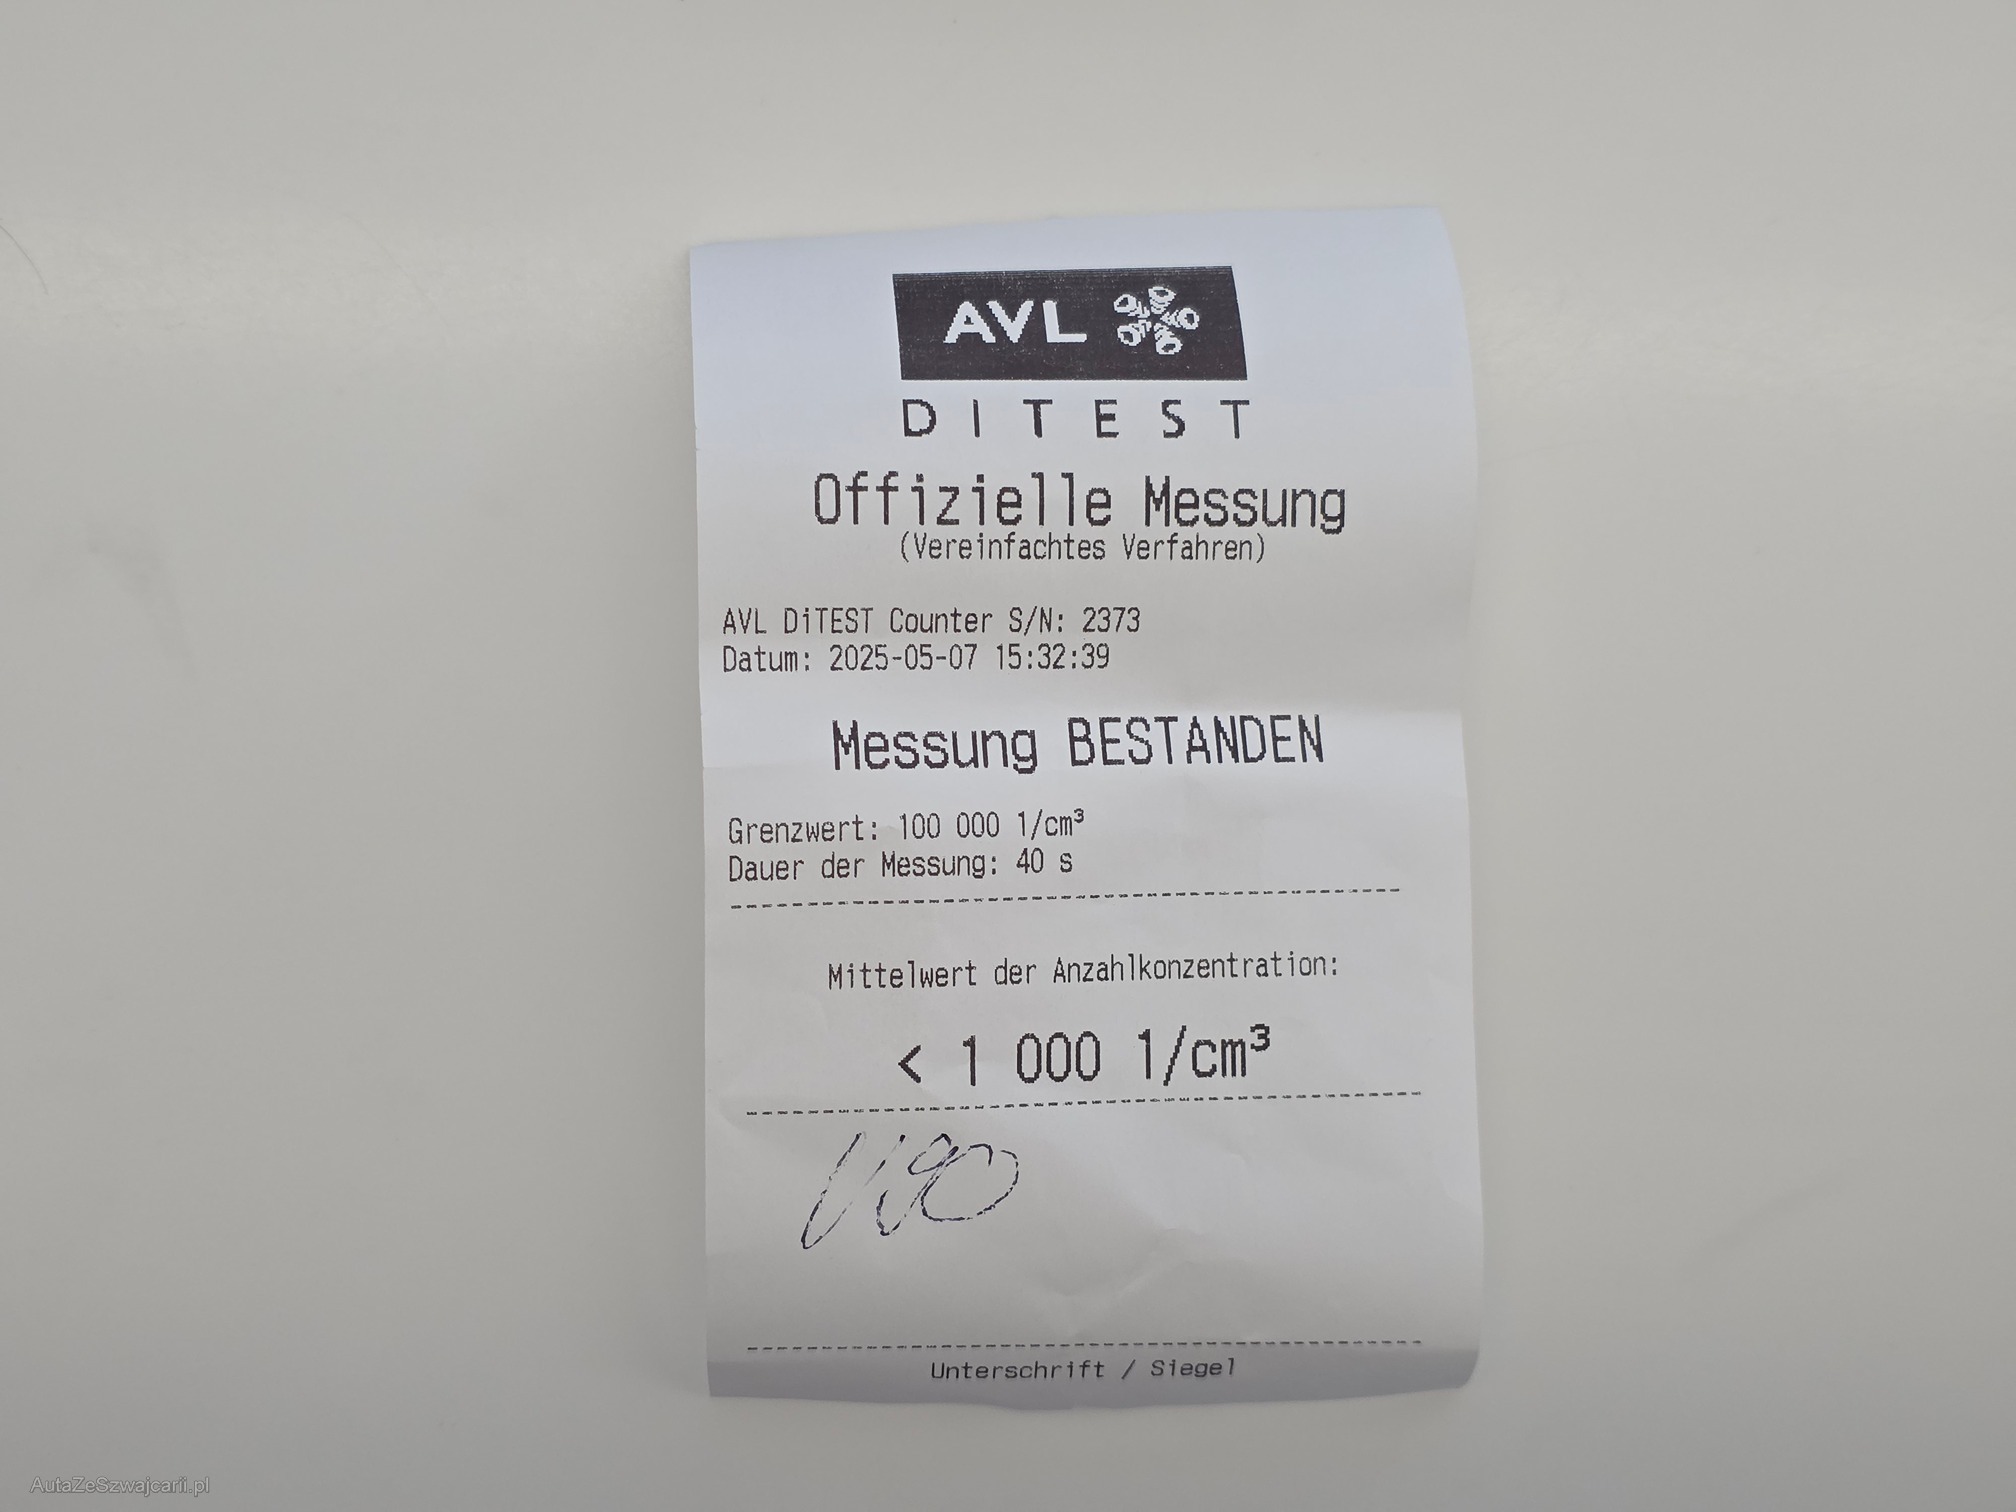 AVL
DITEST
Offizielle Messung
(Vereinfachtes Verfahren)
AVL DiTEST Counter S/N: 2373
Datum: 2025-05-07 15:32:39
Messung BESTANDEN
Grenzwert: 100 000 1/cm³
Dauer der Messung: 40 s
Mittelwert der Anzahlkonzentration:
< 1 000 1/cm³
Unterschrift / Siegel
AutaZeSzwajcarii.pl